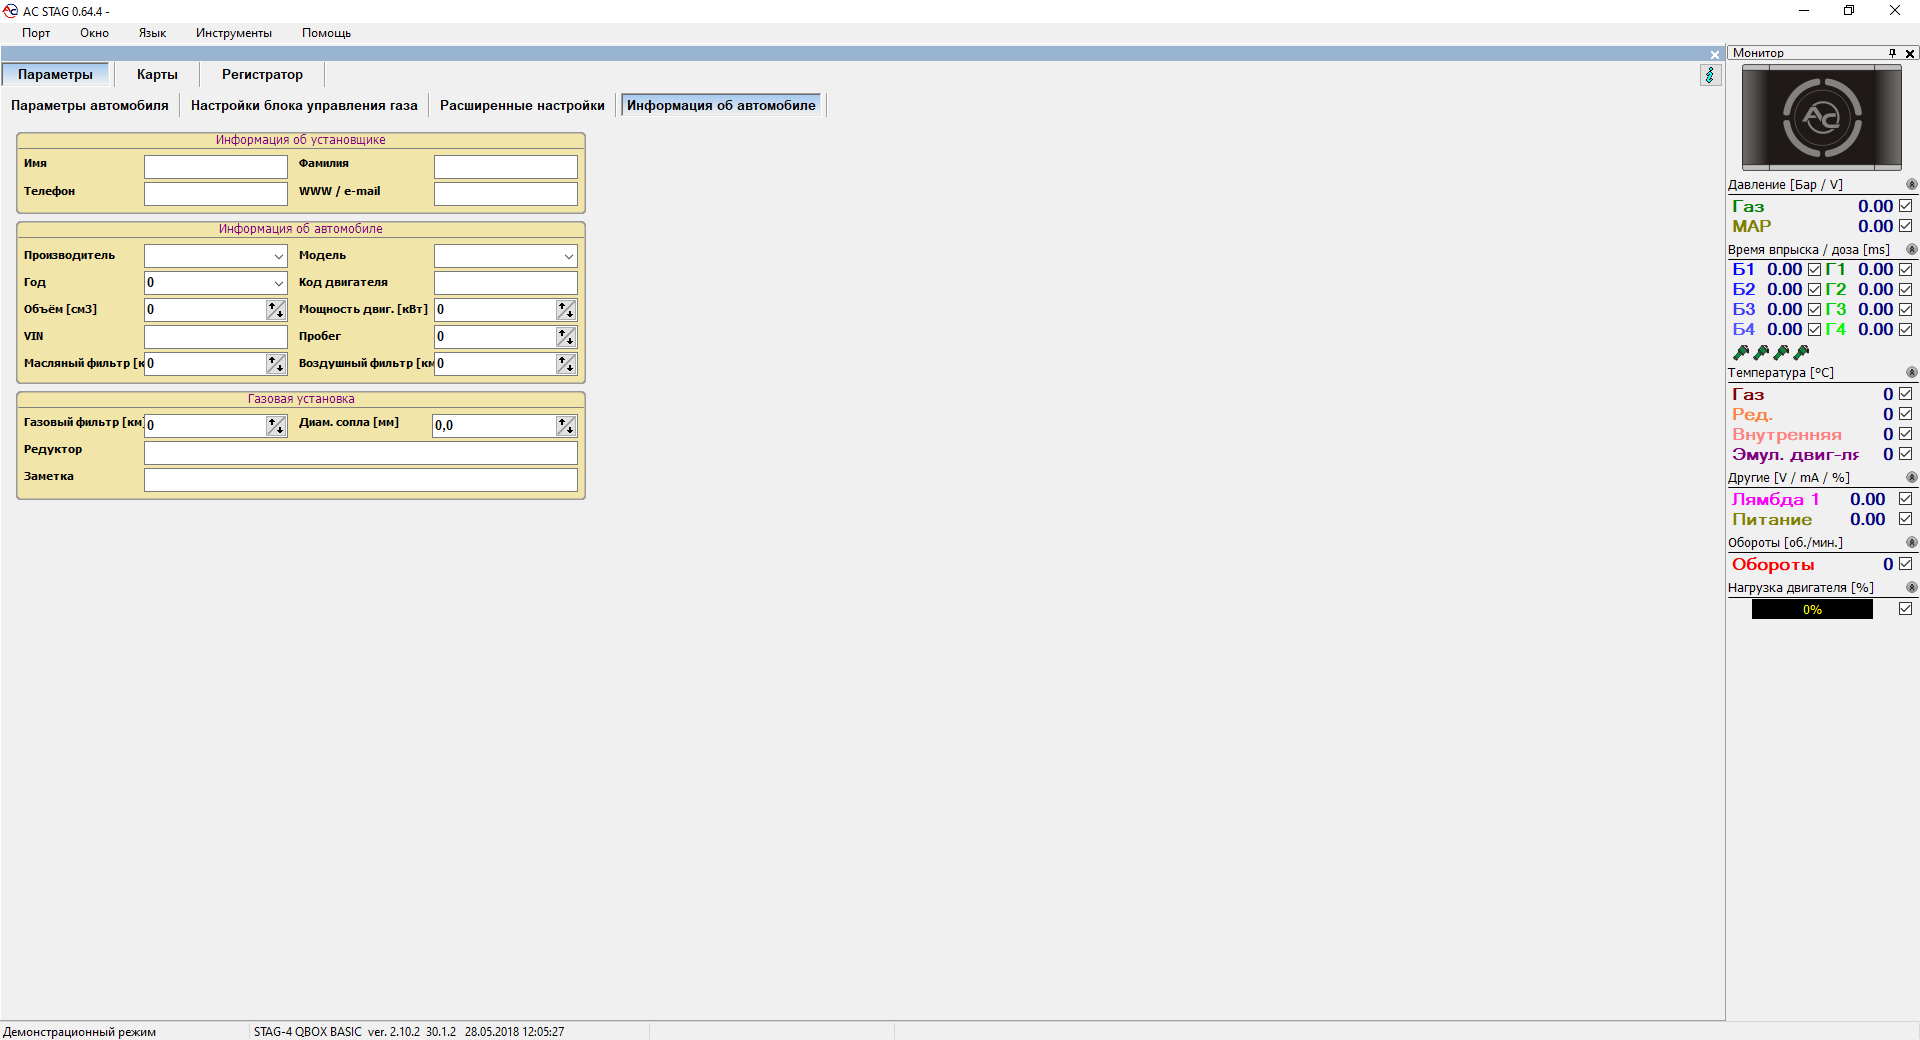 AC STAG 0.64.4 -
Порт Окно Язык Инструменты Помощь
Параметры Карты Регистратор
Параметры автомобиля Настройки блока управления газа Расширенные настройки Информация об автомобиле
Информация об установщике
Имя Фамилия
Телефон WWW / e-mail
Информация об автомобиле
Производитель Модель
Год 0 Код двигателя
Объём [см3] 0 Мощность двиг. [кВт] 0
VIN Пробег 0
Масляный фильтр [к 0 Воздушный фильтр [км 0
Газовая установка
Газовый фильтр [км] 0 Диам. сопла [мм] 0,0
Редуктор
Заметка
Монитор
AC
Давление [Бар / V]
Газ 0.00
MAP 0.00
Время впрыска / доза [ms]
Б1 0.00 Г1 0.00
Б2 0.00 Г2 0.00
Б3 0.00 Г3 0.00
Б4 0.00 Г4 0.00
Температура [°C]
Газ 0
Ред. 0
Внутренняя 0
Эмул. двиг-ля 0
Другие [V / mA / %]
Лямбда 1 0.00
Питание 0.00
Обороты [об./мин.]
Обороты 0
Нагрузка двигателя [%]
0%
Демонстрационный режим STAG-4 QBOX BASIC ver. 2.10.2 30.1.2 28.05.2018 12:05:27